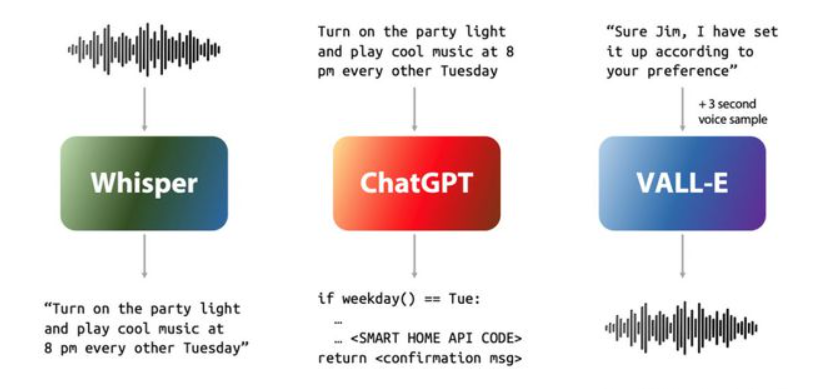 Whisper
“Turn on the party light
and play cool music at
8 pm every other Tuesday”
Turn on the party light
and play cool music at 8
pm every other Tuesday
ChatGPT
if weekday() == Tue:
…
… <SMART HOME API CODE>
return <confirmation msg>
“Sure Jim, I have set
it up according to
your preference”
+ 3 second
voice sample
VALL-E